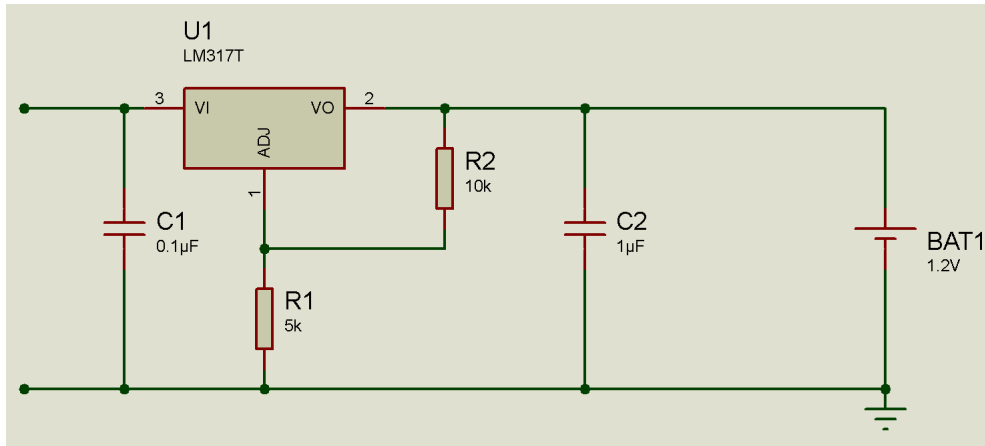 U1
LM317T
3
VI
VO
2
ADJ
1
R2
10k
C1
0.1µF
C2
1µF
BAT1
1.2V
R1
5k